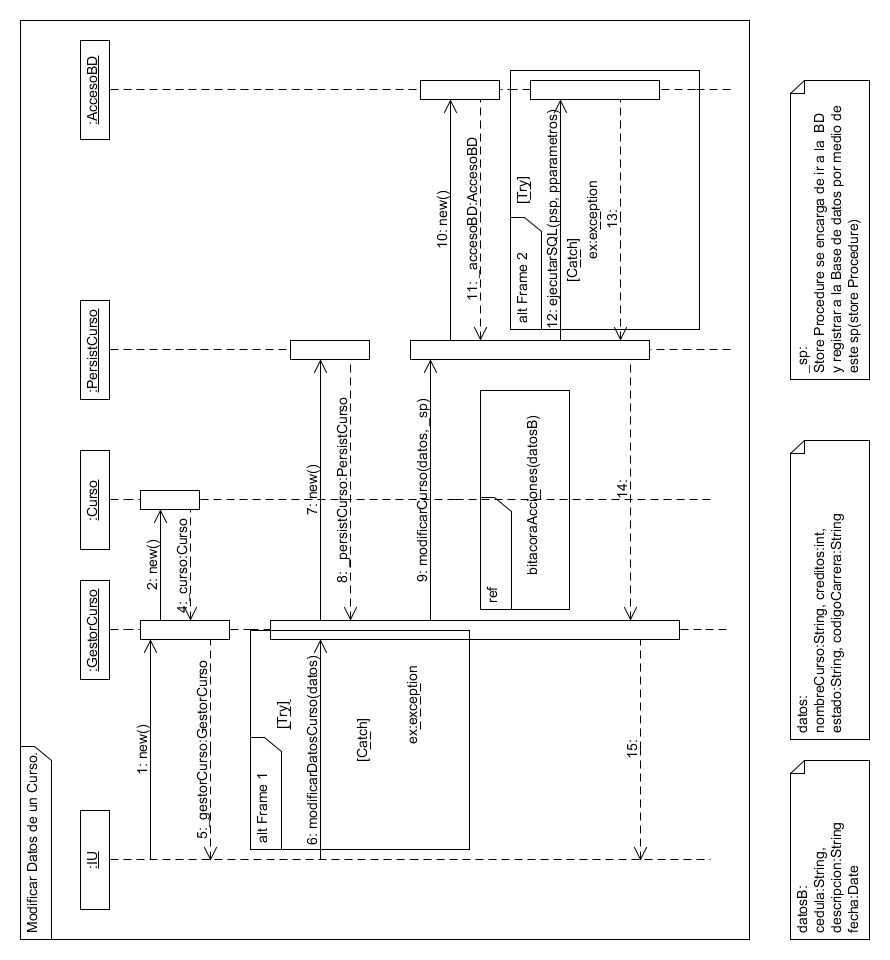 Modificar Datos de un Curso.
:IU
:GestorCurso
:Curso
:PersistCurso
:AccesoBD
1: new()
2: new()
4: _curso:Curso
5: _gestorCurso:GestorCurso
alt Frame 1
[Try]
6: modificarDatosCurso(datos)
[Catch]
ex:exception
7: new()
8: _persistCurso:PersistCurso
9: modificarCurso(datos, _sp)
10: new()
11: _accesoBD:AccesoBD
ref
bitacoraAcciones(datosB)
alt Frame 2
[Try]
12: ejecutarSQL(psp, pparametros)
[Catch]
ex:exception
13:
14:
15:
datosB:
cedula:String,
descripcion:String
fecha:Date
datos:
nombreCurso:String, creditos:int,
estado:String, codigoCarrera:String
_sp:
Store Procedure se encarga de ir a la BD
y registrar a la Base de datos por medio de
este sp(store Procedure)